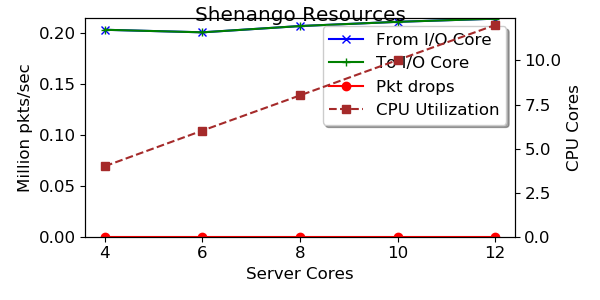 Shenango Resources
Million pkts/sec
0.20
0.15
0.10
0.05
0.00
From I/O Core
To I/O Core
Pkt drops
CPU Utilization
10.0
7.5
5.0
2.5
0.0
CPU Cores
4 6 8 10 12
Server Cores